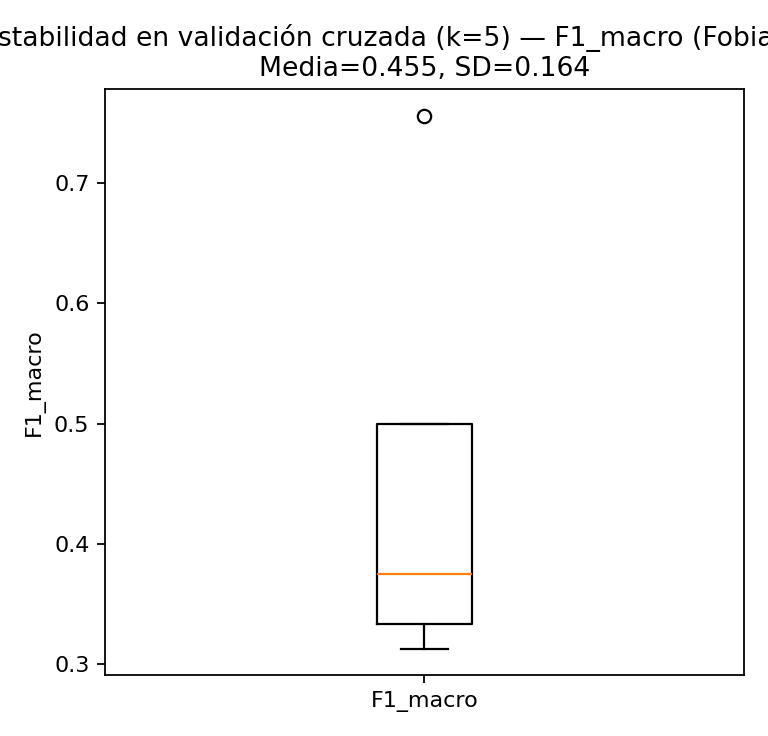 stabilidad en validación cruzada (k=5) — F1_macro (Fobia
Media=0.455, SD=0.164
0.7
0.6
0.5
0.4
0.3
F1_macro
F1_macro